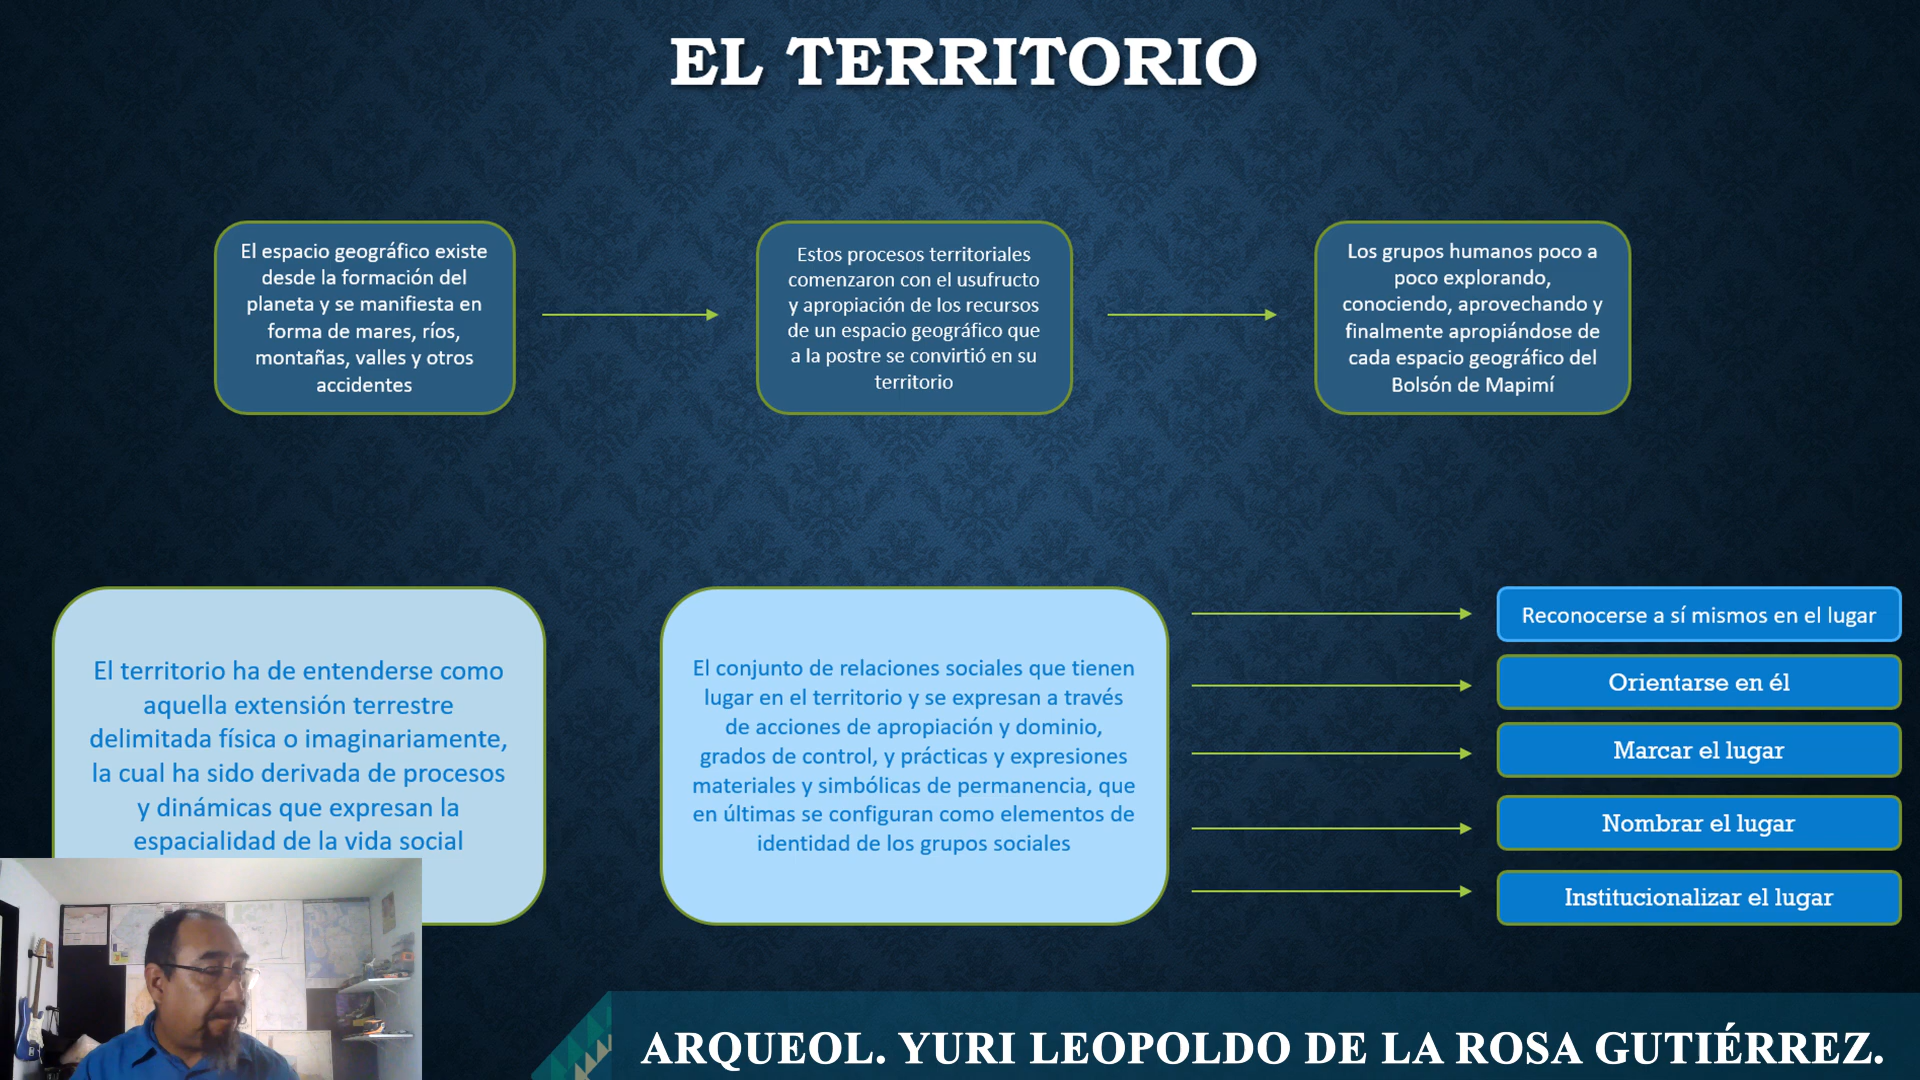 EL TERRITORIO
El espacio geográfico existe
desde la formación del
planeta y se manifiesta en
forma de mares, ríos,
montañas, valles y otros
accidentes
Estos procesos territoriales
comenzaron con el usufructo
y apropiación de los recursos
de un espacio geográfico que
a la postre se convirtió en su
territorio
Los grupos humanos poco a
poco explorando,
conociendo, aprovechando y
finalmente apropiándose de
cada espacio geográfico del
Bolsón de Mapimí
El territorio ha de entenderse como
aquella extensión terrestre
delimitada física o imaginariamente,
la cual ha sido derivada de procesos
y dinámicas que expresan la
espacialidad de la vida social
El conjunto de relaciones sociales que tienen
lugar en el territorio y se expresan a través
de acciones de apropiación y dominio,
grados de control, y prácticas y expresiones
materiales y simbólicas de permanencia, que
en últimas se configuran como elementos de
identidad de los grupos sociales
Reconocerse a sí mismos en el lugar
Orientarse en él
Marcar el lugar
Nombrar el lugar
Institucionalizar el lugar
ARQUEOL. YURI LEOPOLDO DE LA ROSA GUTIÉRREZ.